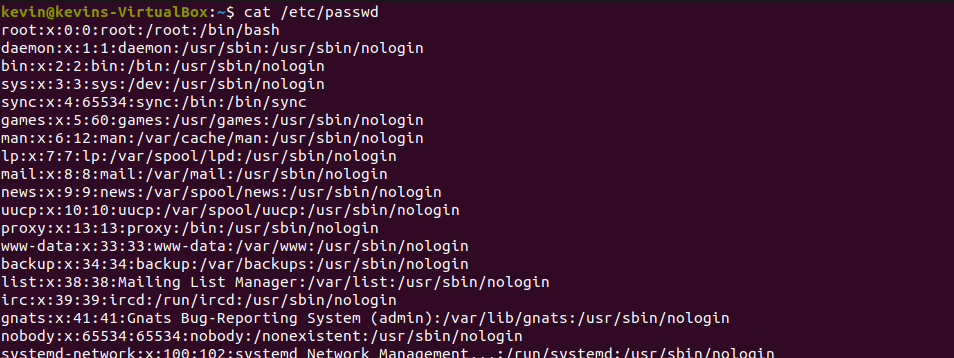 kevin@kevins-VirtualBox:~$ cat /etc/passwd
root:x:0:0:root:/root:/bin/bash
daemon:x:1:1:daemon:/usr/sbin:/usr/sbin/nologin
bin:x:2:2:bin:/bin:/usr/sbin/nologin
sys:x:3:3:sys:/dev:/usr/sbin/nologin
sync:x:4:65534:sync:/bin:/bin/sync
games:x:5:60:games:/usr/games:/usr/sbin/nologin
man:x:6:12:man:/var/cache/man:/usr/sbin/nologin
lp:x:7:7:lp:/var/spool/lpd:/usr/sbin/nologin
mail:x:8:8:mail:/var/mail:/usr/sbin/nologin
news:x:9:9:news:/var/spool/news:/usr/sbin/nologin
uucp:x:10:10:uucp:/var/spool/uucp:/usr/sbin/nologin
proxy:x:13:13:proxy:/bin:/usr/sbin/nologin
www-data:x:33:33:www-data:/var/www:/usr/sbin/nologin
backup:x:34:34:backup:/var/backups:/usr/sbin/nologin
list:x:38:38:Mailing List Manager:/var/list:/usr/sbin/nologin
irc:x:39:39:ircd:/run/ircd:/usr/sbin/nologin
gnats:x:41:41:Gnats Bug-Reporting System (admin):/var/lib/gnats:/usr/sbin/nologin
nobody:x:65534:65534:nobody:/nonexistent:/usr/sbin/nologin
systemd-network:x:100:102:systemd Network Management,,,:/run/systemd:/usr/sbin/nologin